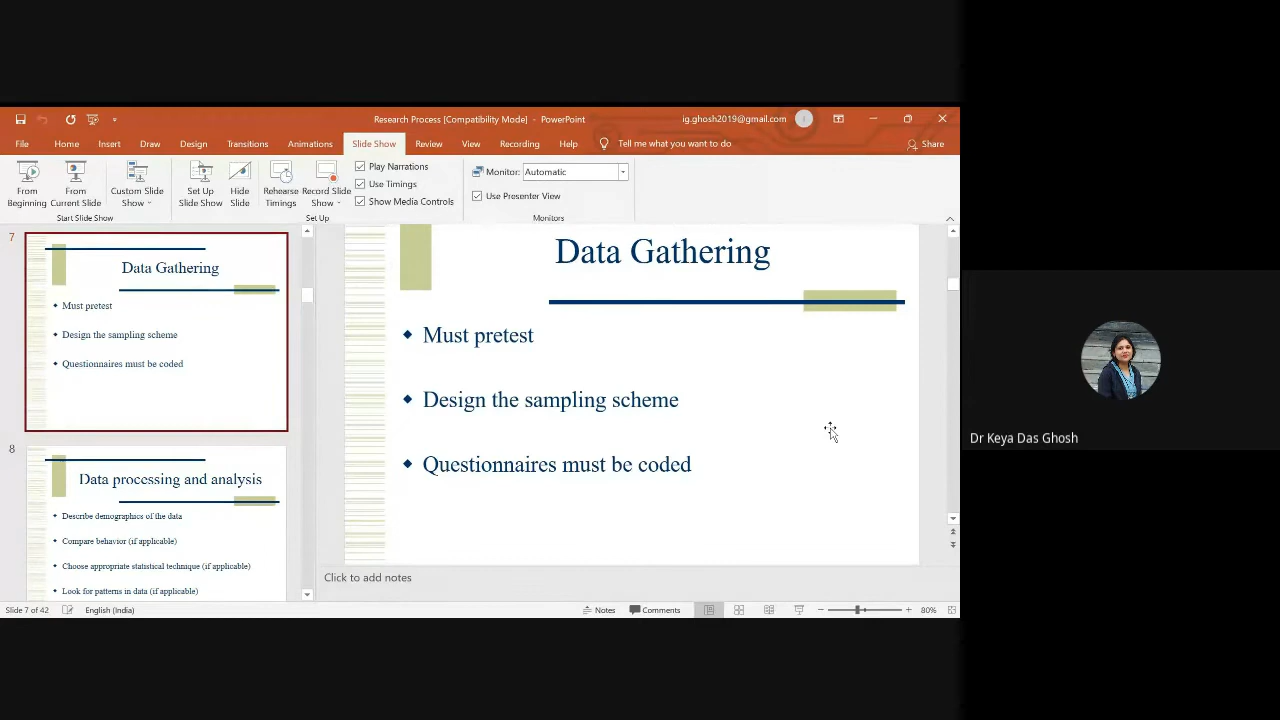 Research Process [Compatibility Mode] - PowerPoint
ig.ghosh2019@gmail.com
File Home Insert Draw Design Transitions Animations Slide Show Review View Recording Help Tell me what you want to do Share
From Beginning
From Current Slide
Custom Slide Show
Start Slide Show
Set Up Slide Show
Hide Slide
Rehearse Timings
Record Slide Show
Play Narrations
Use Timings
Show Media Controls
Set Up
Monitor: Automatic
Use Presenter View
Monitors
7
Data Gathering
Must pretest
Design the sampling scheme
Questionnaires must be coded
8
Data processing and analysis
Describe demographics of the data
Compare behavior (if applicable)
Choose appropriate statistical technique (if applicable)
Look for patterns in data (if applicable)
Data Gathering
Must pretest
Design the sampling scheme
Questionnaires must be coded
Click to add notes
Slide 7 of 42 English (India) Notes Comments 80%
Dr Keya Das Ghosh